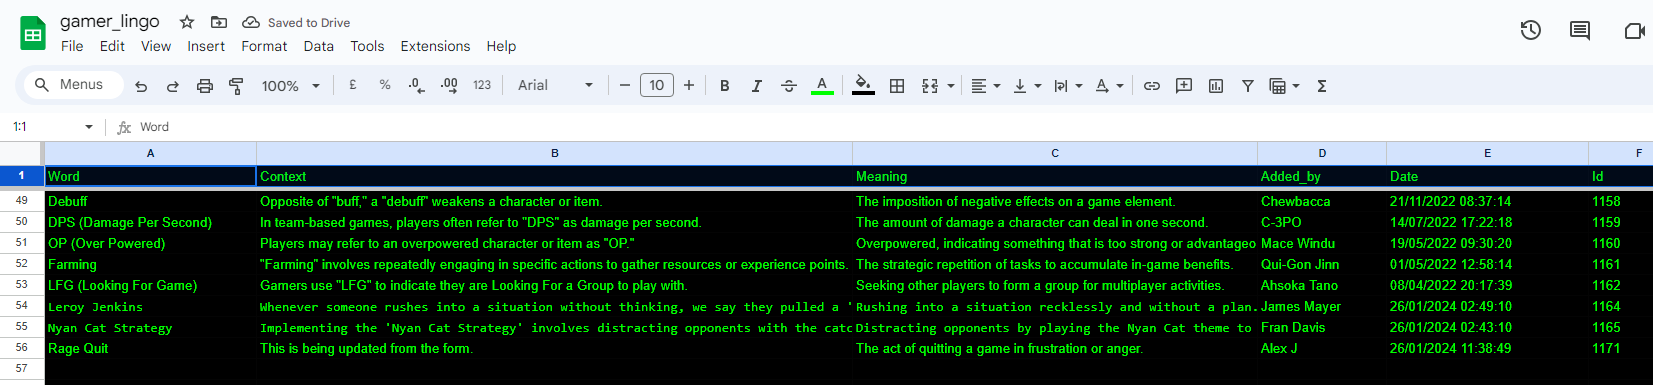 gamer_lingo Saved to Drive
File Edit View Insert Format Data Tools Extensions Help
Menus 100% £ % .0 .00 123 Arial 10 B I A A Σ
1:1 fx Word
A B C D E F
1 Word Context Meaning Added_by Date Id
49 Debuff Opposite of "buff," a "debuff" weakens a character or item. The imposition of negative effects on a game element. Chewbacca 21/11/2022 08:37:14 1158
50 DPS (Damage Per Second) In team-based games, players often refer to "DPS" as damage per second. The amount of damage a character can deal in one second. C-3PO 14/07/2022 17:22:18 1159
51 OP (Over Powered) Players may refer to an overpowered character or item as "OP." Overpowered, indicating something that is too strong or advantageo Mace Windu 19/05/2022 09:30:20 1160
52 Farming "Farming" involves repeatedly engaging in specific actions to gather resources or experience points. The strategic repetition of tasks to accumulate in-game benefits. Qui-Gon Jinn 01/05/2022 12:58:14 1161
53 LFG (Looking For Game) Gamers use "LFG" to indicate they are Looking For a Group to play with. Seeking other players to form a group for multiplayer activities. Ahsoka Tano 08/04/2022 20:17:39 1162
54 Leroy Jenkins Whenever someone rushes into a situation without thinking, we say they pulled a ' Rushing into a situation recklessly and without a plan. James Mayer 26/01/2024 02:49:10 1164
55 Nyan Cat Strategy Implementing the 'Nyan Cat Strategy' involves distracting opponents with the catc Distracting opponents by playing the Nyan Cat theme to Fran Davis 26/01/2024 02:43:10 1165
56 Rage Quit This is being updated from the form. The act of quitting a game in frustration or anger. Alex J 26/01/2024 11:38:49 1171
57